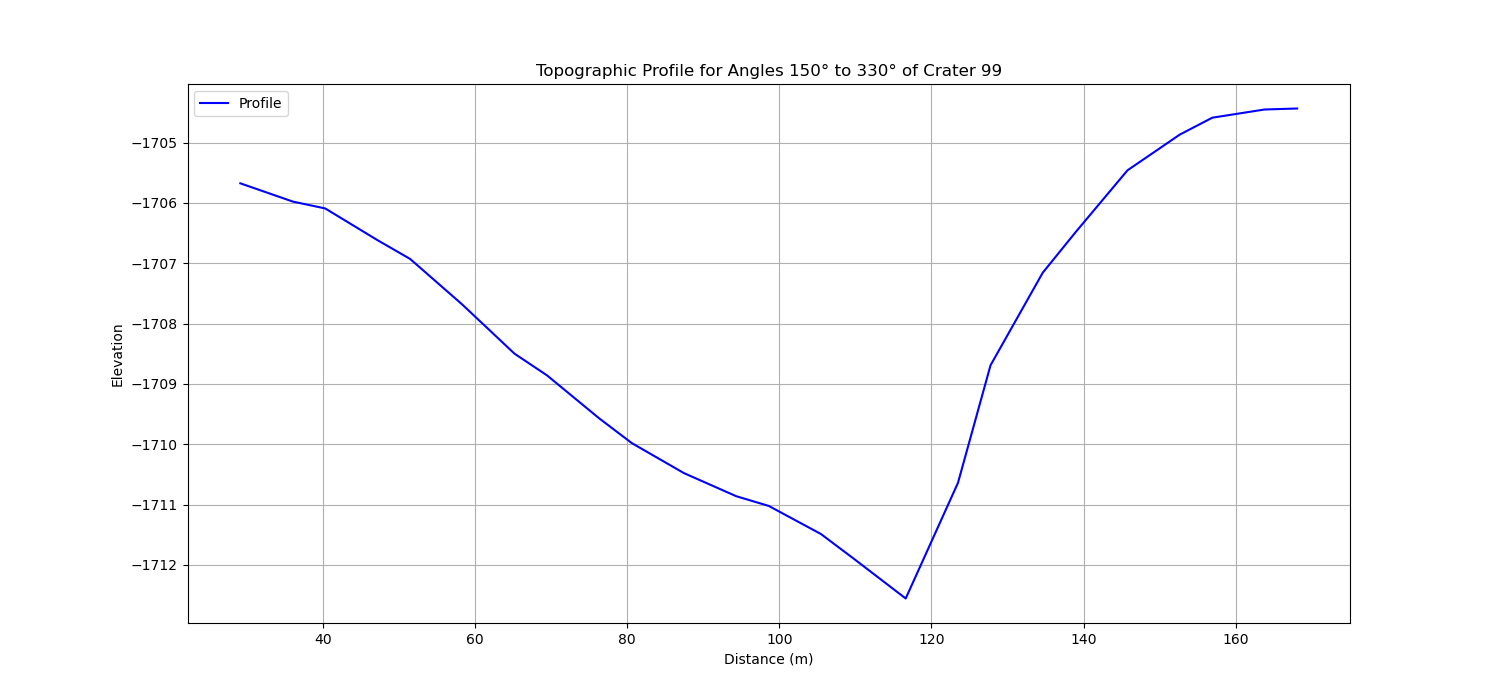 Topographic Profile for Angles 150° to 330° of Crater 99
Profile
−1705
−1706
−1707
−1708
−1709
−1710
−1711
−1712
Elevation
40 60 80 100 120 140 160
Distance (m)